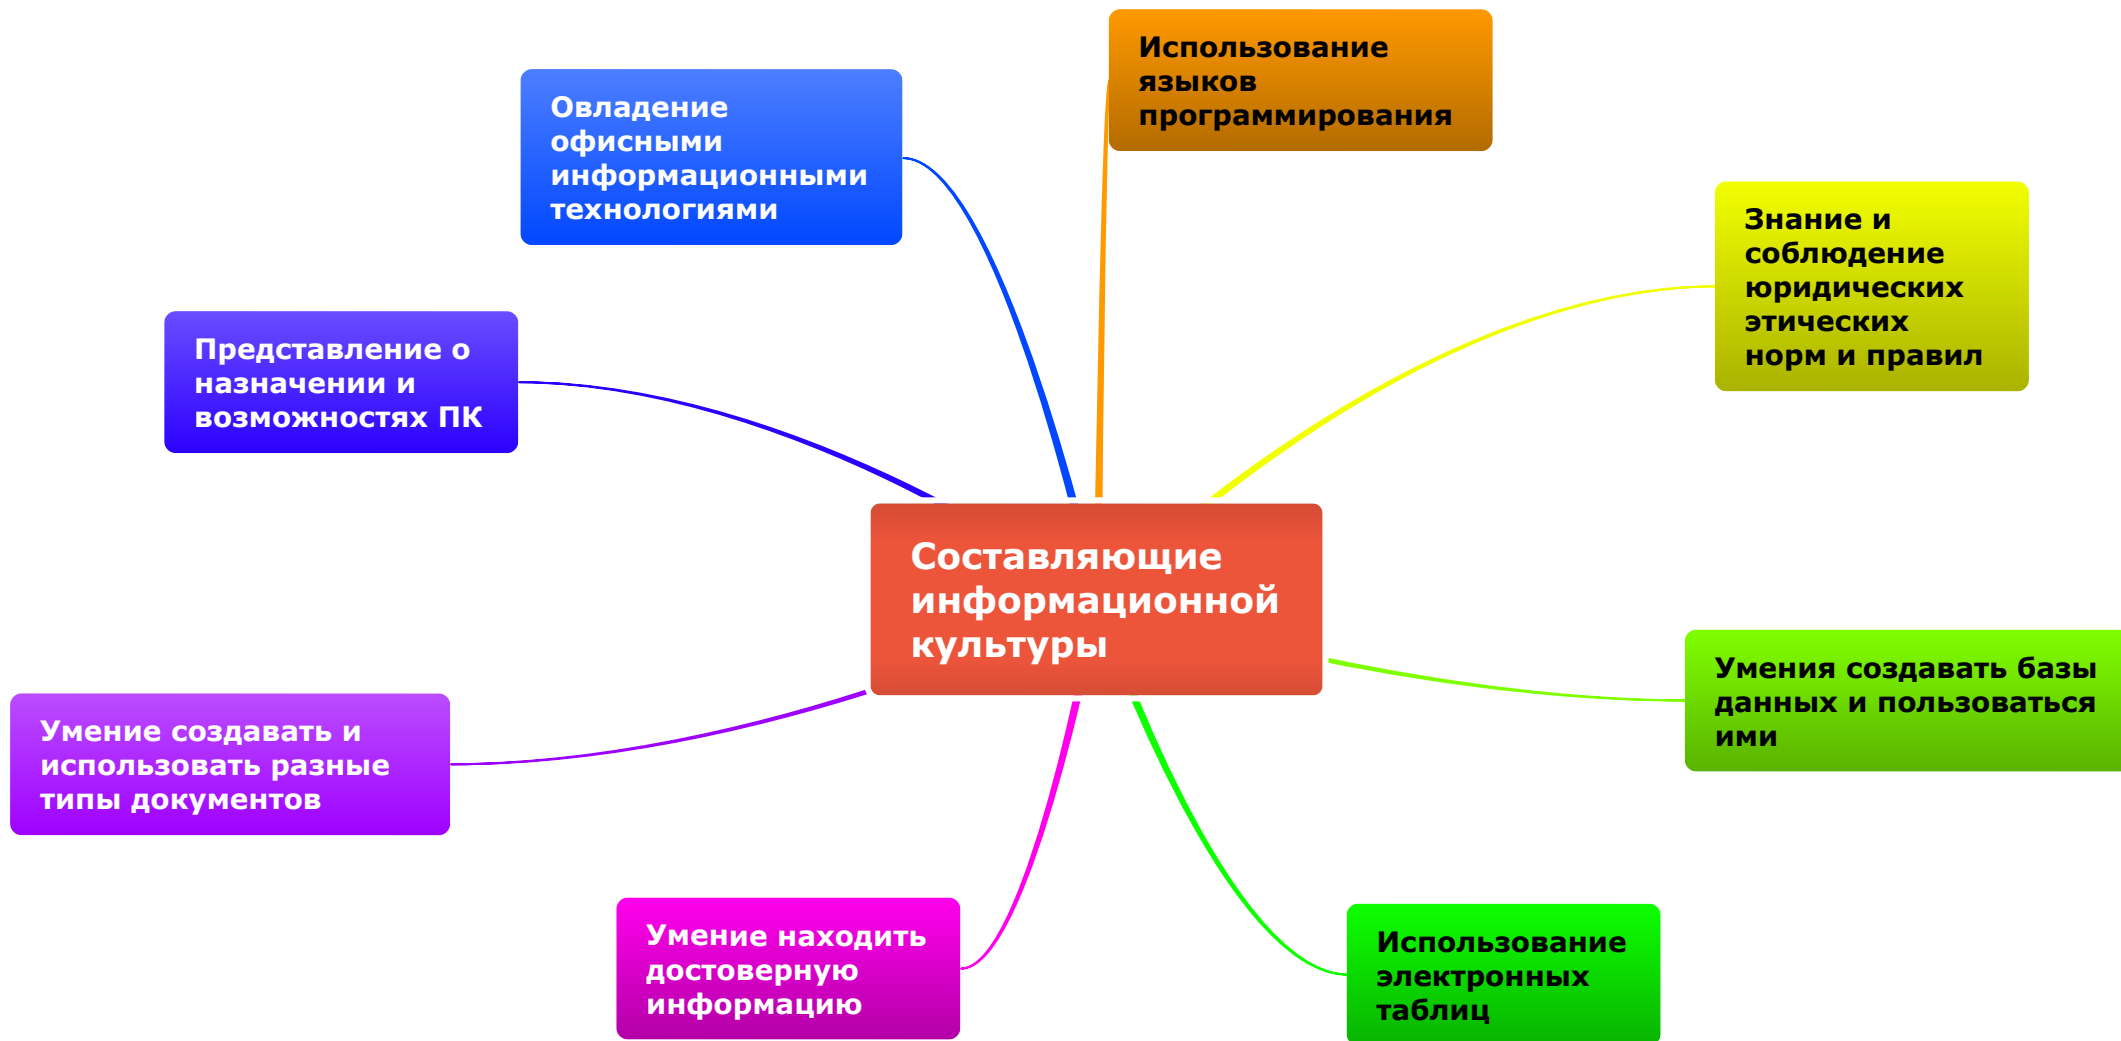 Использование
языков
программирования
Овладение
офисными
информационными
технологиями
Знание и
соблюдение
юридических
этических
норм и правил
Представление о
назначении и
возможностях ПК
Составляющие
информационной
культуры
Умения создавать базы
данных и пользоваться
ими
Умение создавать и
использовать разные
типы документов
Умение находить
достоверную
информацию
Использование
электронных
таблиц